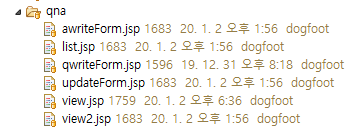 qna
awriteForm.jsp 1683 20. 1. 2 오후 1:56 dogfoot
list.jsp 1683 20. 1. 2 오후 1:56 dogfoot
qwriteForm.jsp 1596 19. 12. 31 오후 8:18 dogfoot
updateForm.jsp 1683 20. 1. 2 오후 1:56 dogfoot
view.jsp 1759 20. 1. 2 오후 6:36 dogfoot
view2.jsp 1683 20. 1. 2 오후 1:56 dogfoot